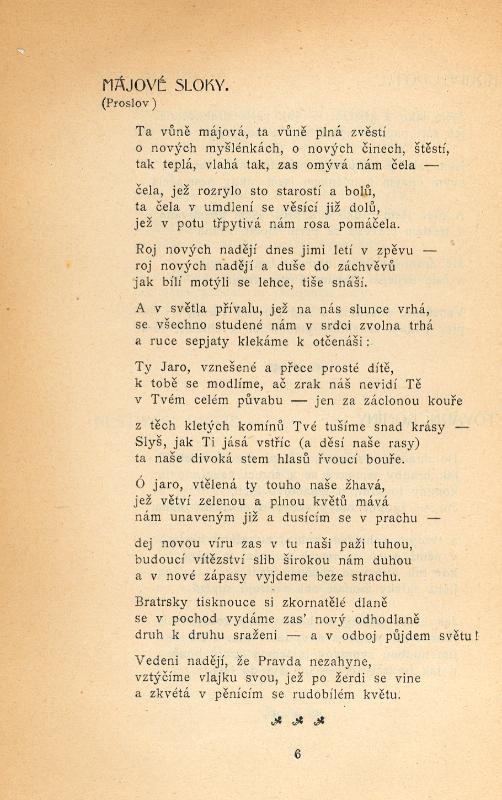 MÁJOVÉ SLOKY.
(Proslov)
Ta vůně májová, ta vůně plná zvěstí
o nových myšlénkách, o nových činech, štěstí,
tak teplá, vlahá tak, zas omývá nám čela —
čela, jež rozrylo sto starostí a bolů,
ta čela v umdlení se věsící již dolů,
jež v potu třpytivá nám rosa pomáčela.
Roj nových nadějí dnes jimi letí v zpěvu —
roj nových nadějí a duše do záchvěvů
jak bílí motýli se lehce, tiše snáší.
A v světla přívalu, jež na nás slunce vrhá,
se všechno studené nám v srdci zvolna trhá
a ruce sepjaty klekáme k otčenáši:
Ty Jaro, vznešené a přece prosté dítě,
k tobě se modlíme, ač zrak náš nevidí Tě
v Tvém celém půvabu — jen za záclonou kouře
z těch kletých komínů Tvé tušíme snad krásy —
Slyš, jak Ti jásá vstříc (a děsí naše rasy)
ta naše divoká stem hlasů řvoucí bouře.
Ó jaro, vtělená ty touho naše žhavá,
jež větví zelenou a plnou květů mává
nám unaveným již a dusícím se v prachu —
dej novou víru zas v tu naši paži tuhou,
budoucí vítězství slib širokou nám duhou
a v nové zápasy vyjdeme beze strachu.
Bratrsky tisknouce si zkornatělé dlaně
se v pochod vydáme zas' nový odhodlaně
druh k druhu sraženi — a v odboj půjdem světu!
Vedeni nadějí, že Pravda nezahyne,
vztýčíme vlajku svou, jež po žerdi se vine
a zkvétá v pěnícím se rudobílém květu.
6